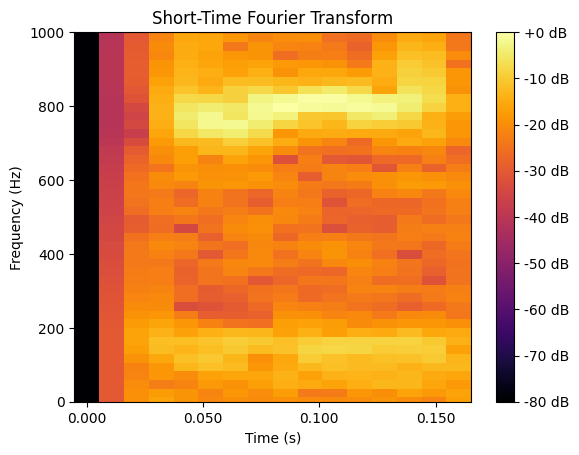 Short-Time Fourier Transform
1000
800
600
400
200
0
Frequency (Hz)
0.000
0.050
0.100
0.150
Time (s)
+0 dB
-10 dB
-20 dB
-30 dB
-40 dB
-50 dB
-60 dB
-70 dB
-80 dB